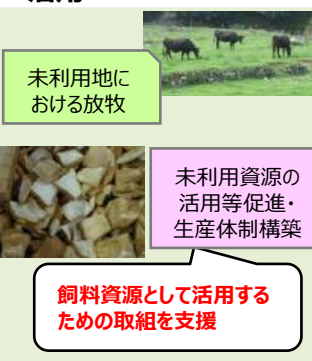 未利用地に
おける放牧
未利用資源の
活用等促進・
生産体制構築
飼料資源として活用する
ための取組を支援